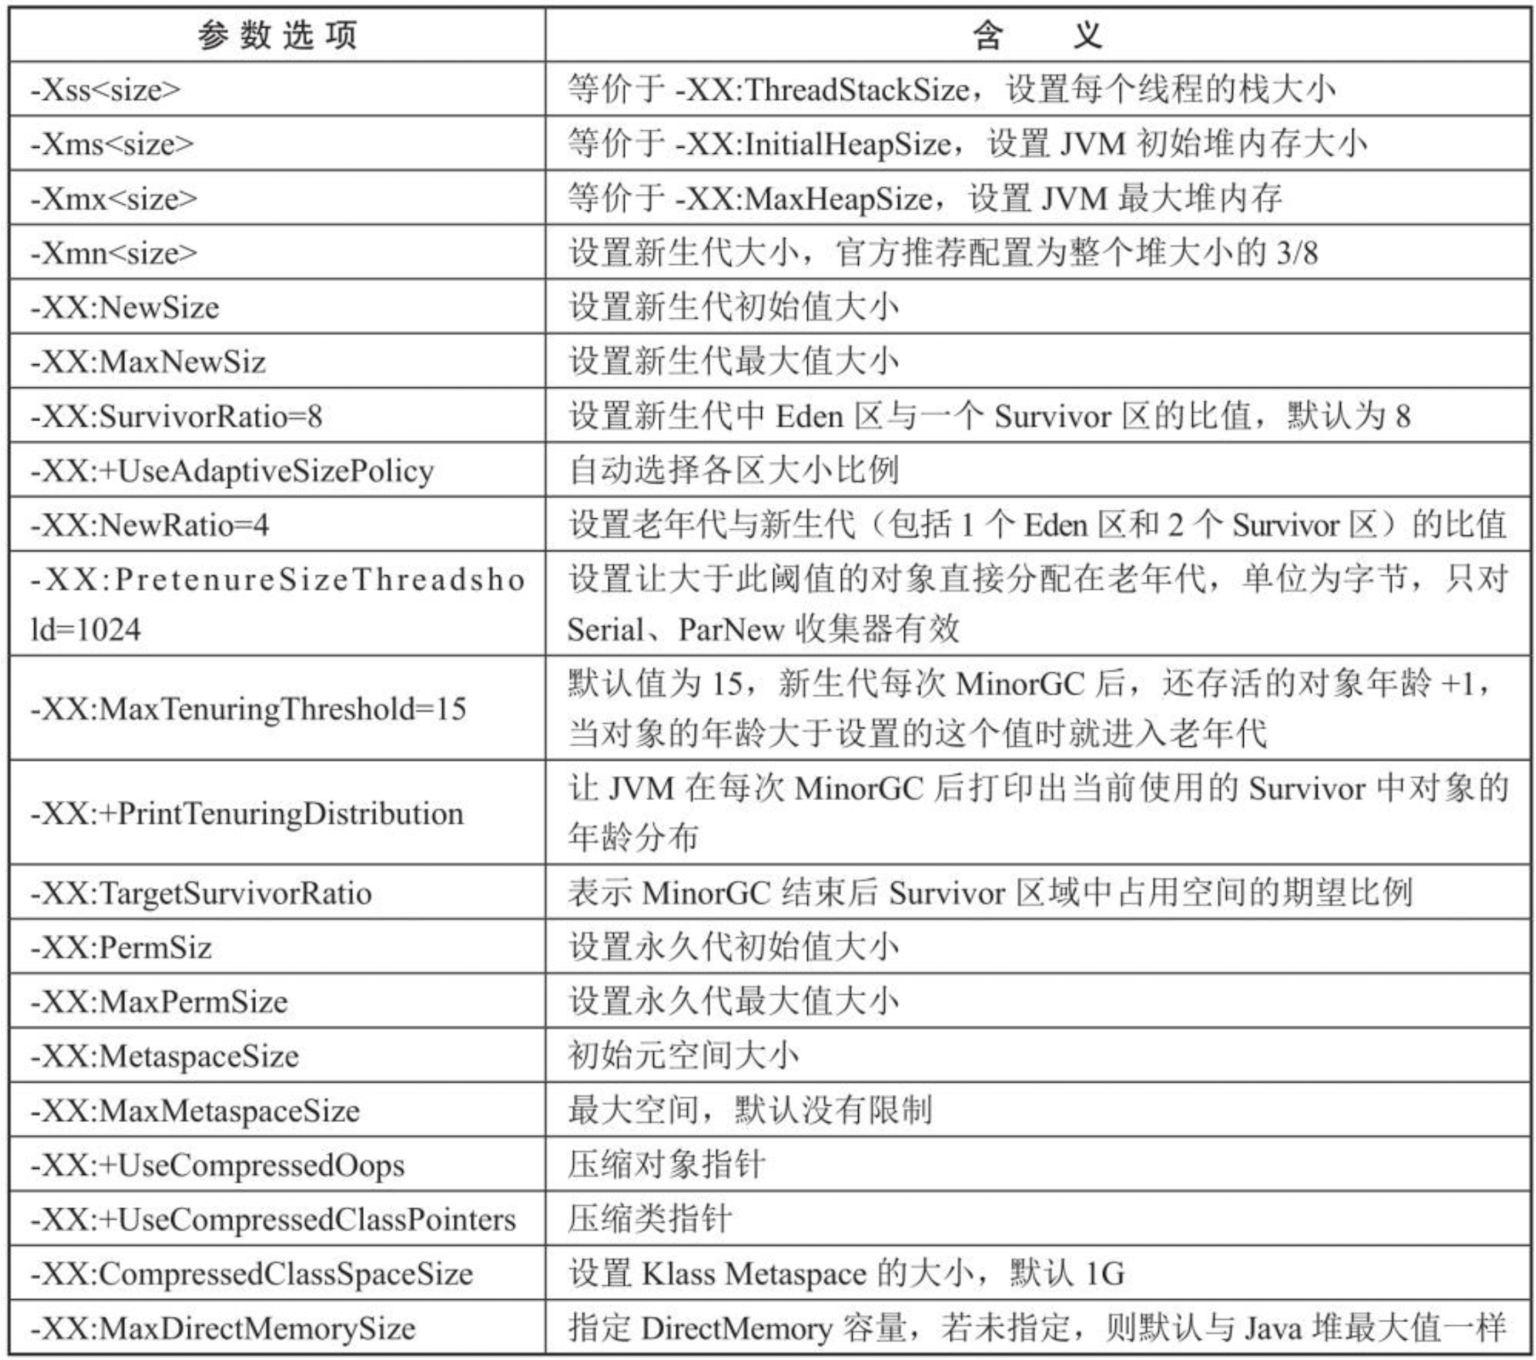 参数选项 含 义
-Xss<size> 等价于 -XX:ThreadStackSize，设置每个线程的栈大小
-Xms<size> 等价于 -XX:InitialHeapSize，设置 JVM 初始堆内存大小
-Xmx<size> 等价于 -XX:MaxHeapSize，设置 JVM 最大堆内存
-Xmn<size> 设置新生代大小，官方推荐配置为整个堆大小的 3/8
-XX:NewSize 设置新生代初始值大小
-XX:MaxNewSiz 设置新生代最大值大小
-XX:SurvivorRatio=8 设置新生代中 Eden 区与一个 Survivor 区的比值，默认为 8
-XX:+UseAdaptiveSizePolicy 自动选择各区大小比例
-XX:NewRatio=4 设置老年代与新生代（包括 1 个 Eden 区和 2 个 Survivor 区）的比值
-XX:PretenureSizeThreadsho
ld=1024
设置让大于此阈值的对象直接分配在老年代，单位为字节，只对
Serial、ParNew 收集器有效
-XX:MaxTenuringThreshold=15
默认值为 15，新生代每次 MinorGC 后，还存活的对象年龄 +1，
当对象的年龄大于设置的这个值时就进入老年代
-XX:+PrintTenuringDistribution
让 JVM 在每次 MinorGC 后打印出当前使用的 Survivor 中对象的
年龄分布
-XX:TargetSurvivorRatio 表示 MinorGC 结束后 Survivor 区域中占用空间的期望比例
-XX:PermSiz 设置永久代初始值大小
-XX:MaxPermSize 设置永久代最大值大小
-XX:MetaspaceSize 初始元空间大小
-XX:MaxMetaspaceSize 最大空间，默认没有限制
-XX:+UseCompressedOops 压缩对象指针
-XX:+UseCompressedClassPointers 压缩类指针
-XX:CompressedClassSpaceSize 设置 Klass Metaspace 的大小，默认 1G
-XX:MaxDirectMemorySize 指定 DirectMemory 容量，若未指定，则默认与 Java 堆最大值一样